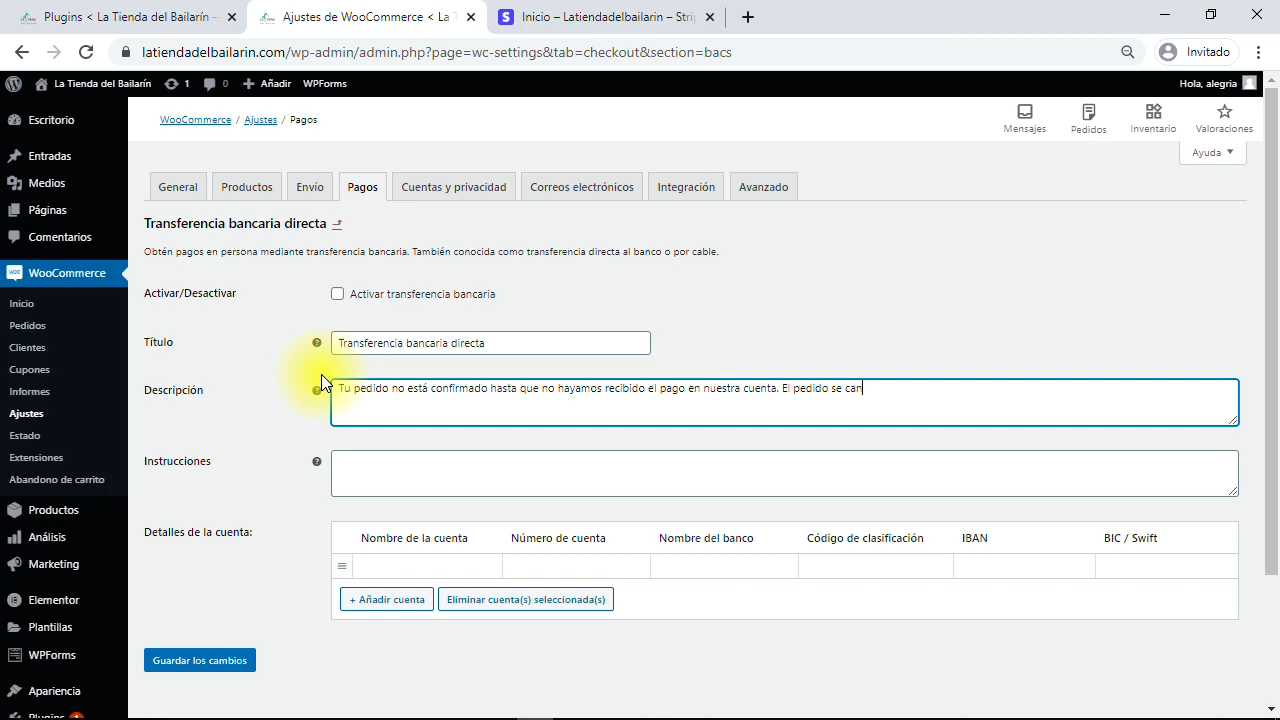 Plugins < La Tienda del Bailarín –
Ajustes de WooCommerce < La T
Inicio – Latiendadelbailarin – Stri
latiendadelbailarin.com/wp-admin/admin.php?page=wc-settings&tab=checkout&section=bacs
Invitado
La Tienda del Bailarín
1
0
Añadir
WPForms
Hola, alegria
Escritorio
Entradas
Medios
Páginas
Comentarios
WooCommerce
Inicio
Pedidos
Clientes
Cupones
Informes
Ajustes
Estado
Extensiones
Abandono de carrito
Productos
Análisis
Marketing
Elementor
Plantillas
WPForms
Apariencia
WooCommerce / Ajustes / Pagos
Mensajes
Pedidos
Inventario
Valoraciones
Ayuda
General
Productos
Envío
Pagos
Cuentas y privacidad
Correos electrónicos
Integración
Avanzado
Transferencia bancaria directa
Obtén pagos en persona mediante transferencia bancaria. También conocida como transferencia directa al banco o por cable.
Activar/Desactivar
Activar transferencia bancaria
Título
Transferencia bancaria directa
Descripción
Tu pedido no está confirmado hasta que no hayamos recibido el pago en nuestra cuenta. El pedido se can
Instrucciones
Detalles de la cuenta:
Nombre de la cuenta
Número de cuenta
Nombre del banco
Código de clasificación
IBAN
BIC / Swift
+ Añadir cuenta
Eliminar cuenta(s) seleccionada(s)
Guardar los cambios